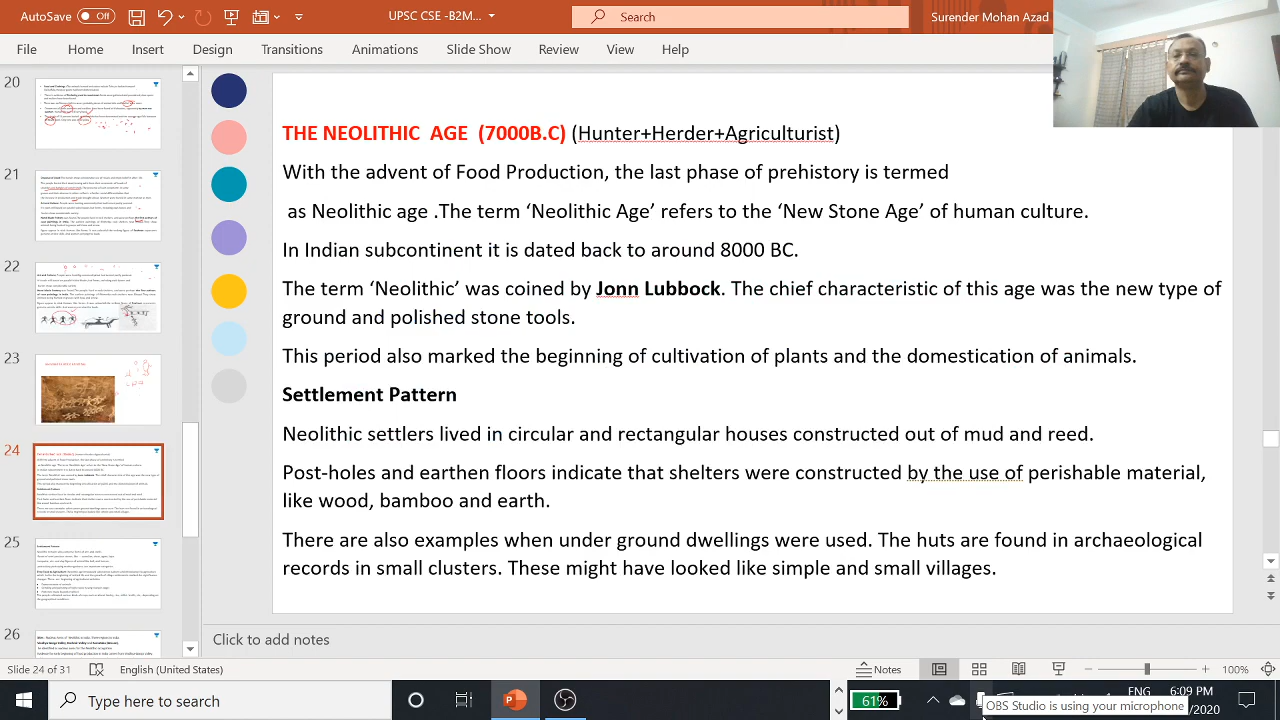 AutoSave Off UPSC CSE -B2M... Search Surender Mohan Azad
File Home Insert Design Transitions Animations Slide Show Review View Help
20
21
23
24
25
26
THE NEOLITHIC AGE (7000B.C) (Hunter+Herder+Agriculturist)
With the advent of Food Production, the last phase of prehistory is termed
as Neolithic age .The term ‘Neolithic Age’ refers to the ‘New Stone Age’ of human culture.
In Indian subcontinent it is dated back to around 8000 BC.
The term ‘Neolithic’ was coined by Jonn Lubbock. The chief characteristic of this age was the new type of
ground and polished stone tools.
This period also marked the beginning of cultivation of plants and the domestication of animals.
Settlement Pattern
Neolithic settlers lived in circular and rectangular houses constructed out of mud and reed.
Post-holes and earthen floors indicate that shelters were constructed by the use of perishable material,
like wood, bamboo and earth
There are also examples when under ground dwellings were used. The huts are found in archaeological
records in small clusters. These might have looked like simple and small villages.
Click to add notes
Slide 24 of 31 English (United States) Notes 100%
Type here to search 61% ENG 6:09 PM
OBS Studio is using your microphone /2020